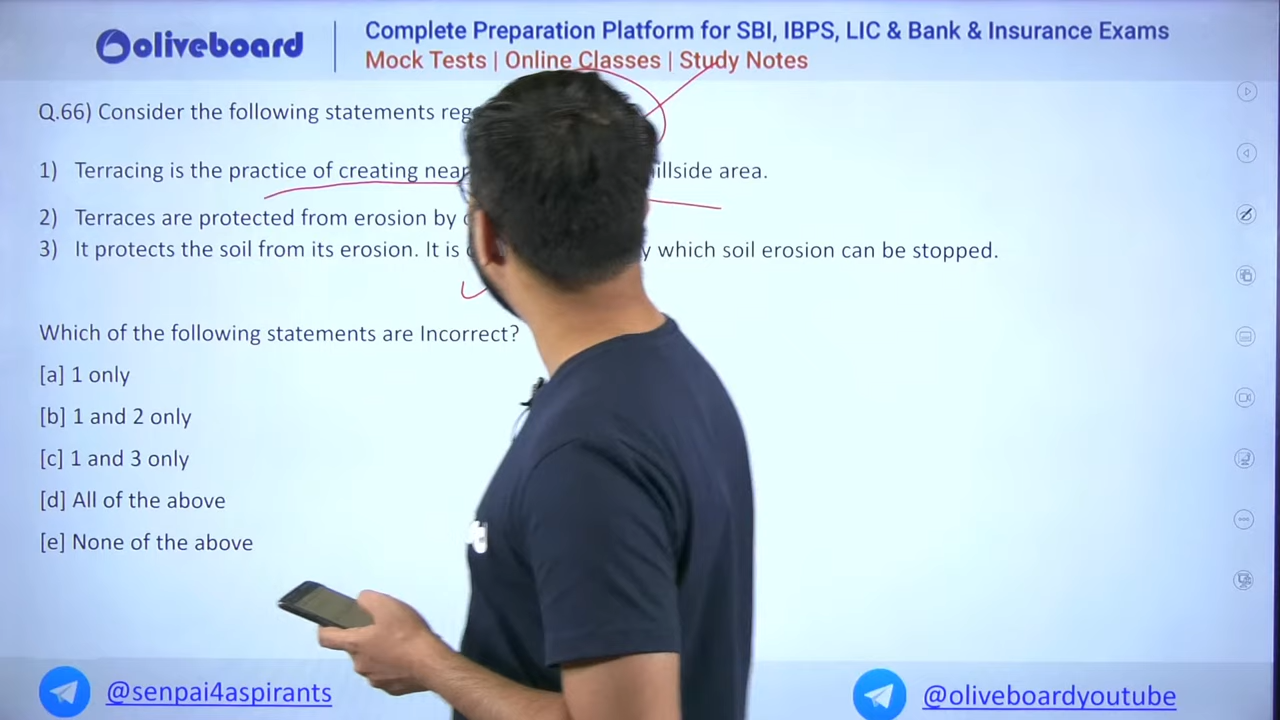 oliveboard
Complete Preparation Platform for SBI, IBPS, LIC & Bank & Insurance Exams
Mock Tests | Online Classes | Study Notes
Q.66) Consider the following statements
1) Terracing is the practice of creating area.
2) Terraces are protected from erosion by
3) It protects the soil from its erosion. It is which soil erosion can be stopped.
Which of the following statements are Incorrect?
[a] 1 only
[b] 1 and 2 only
[c] 1 and 3 only
[d] All of the above
[e] None of the above
@senpai4aspirants
@oliveboardyoutube